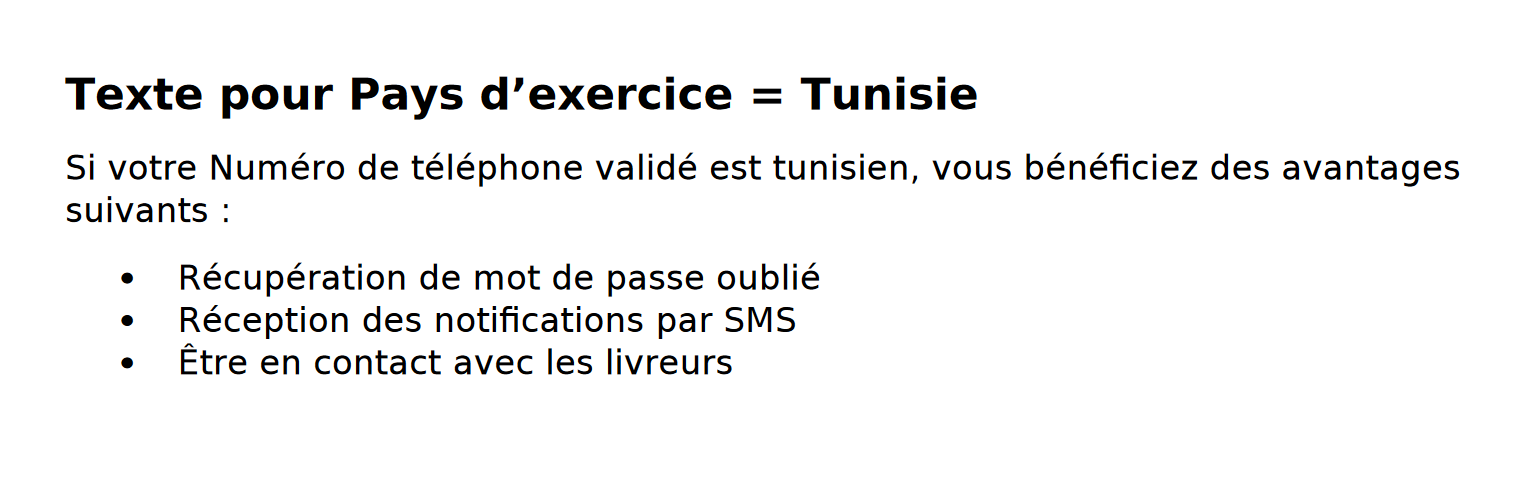 Texte pour Pays d’exercice = Tunisie
Si votre Numéro de téléphone validé est tunisien, vous bénéficiez des avantages
suivants :
• Récupération de mot de passe oublié
• Réception des notifications par SMS
• Être en contact avec les livreurs